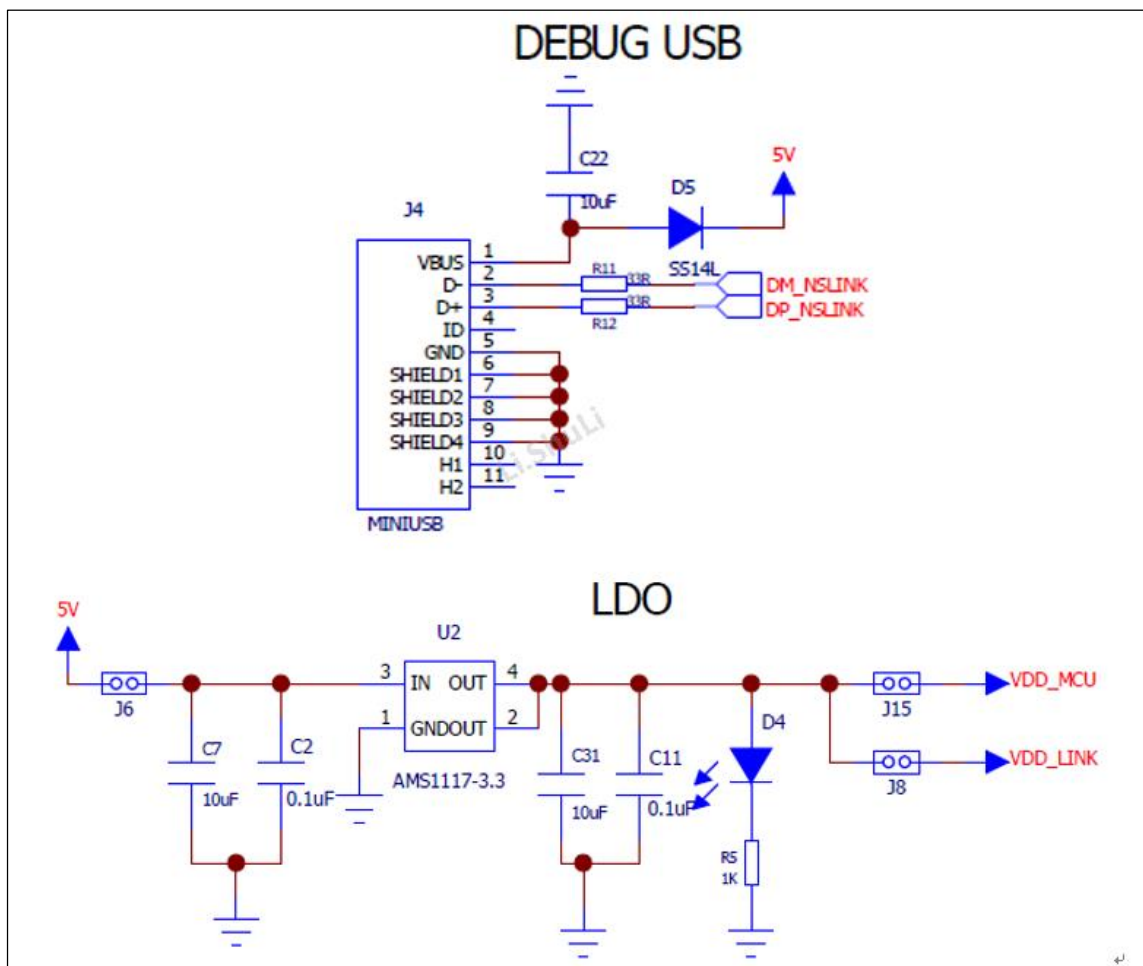 DEBUG USB
C22
10uF
D5
5V
J4
SS14L
VBUS 1
D- 2
R11 33R
DM_NSLINK
D+ 3
33R
R12
DP_NSLINK
ID 4
GND 5
SHIELD1 6
SHIELD2 7
SHIELD3 8
SHIELD4 9
H1 10
H2 11
MINIUSB
Li.ShuLi
LDO
5V
U2
3 IN OUT 4
J6
J15
VDD_MCU
1 GNDOUT 2
D4
C7
C2
C31
C11
J8
VDD_LINK
AMS1117-3.3
10uF
0.1uF
10uF
0.1uF
R5
1K